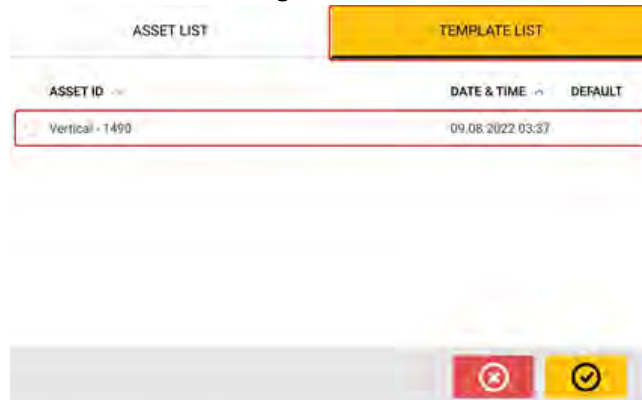 ASSET LIST
TEMPLATE LIST
ASSET ID
DATE & TIME
DEFAULT
Vertical - 1490
09.08.2022 03:37